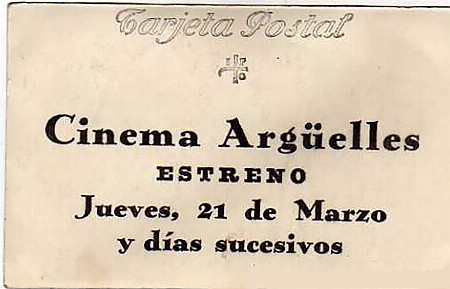 Tarjeta Postal
Cinema Argüelles
ESTRENO
Jueves, 21 de Marzo
y días sucesivos